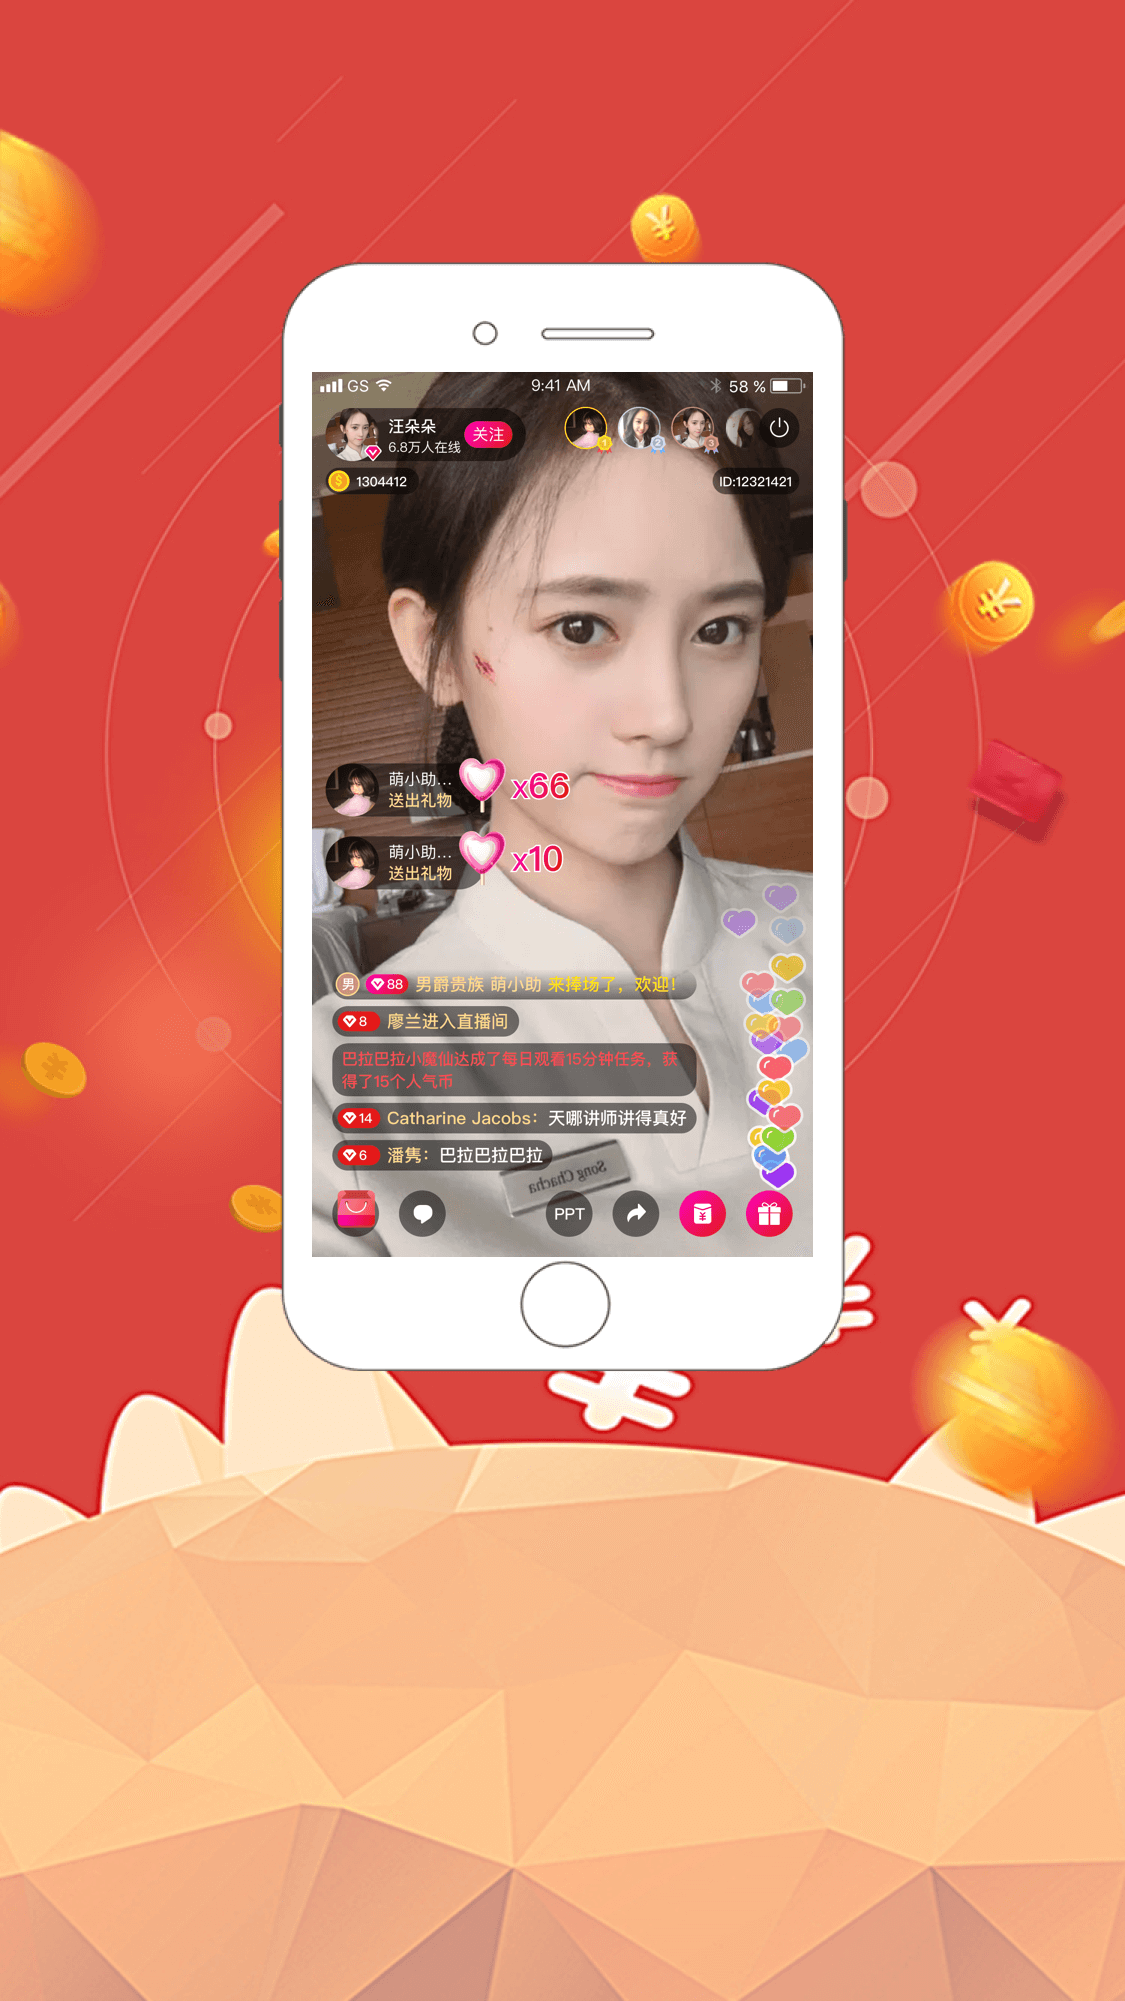 GS 9:41 AM 58 %
汪朵朵
6.8万人在线
关注
1 2 3
1304412
ID:12321421
萌小助...
送出礼物
x66
萌小助...
送出礼物
x10
男 88 男爵贵族 萌小助 来捧场了，欢迎！
8 廖兰进入直播间
巴拉巴拉小魔仙达成了每日观看15分钟任务，获
得了15个人气币
14 Catharine Jacobs：天哪讲师讲得真好
6 潘隽：巴拉巴拉巴拉
Song Chacha
PPT